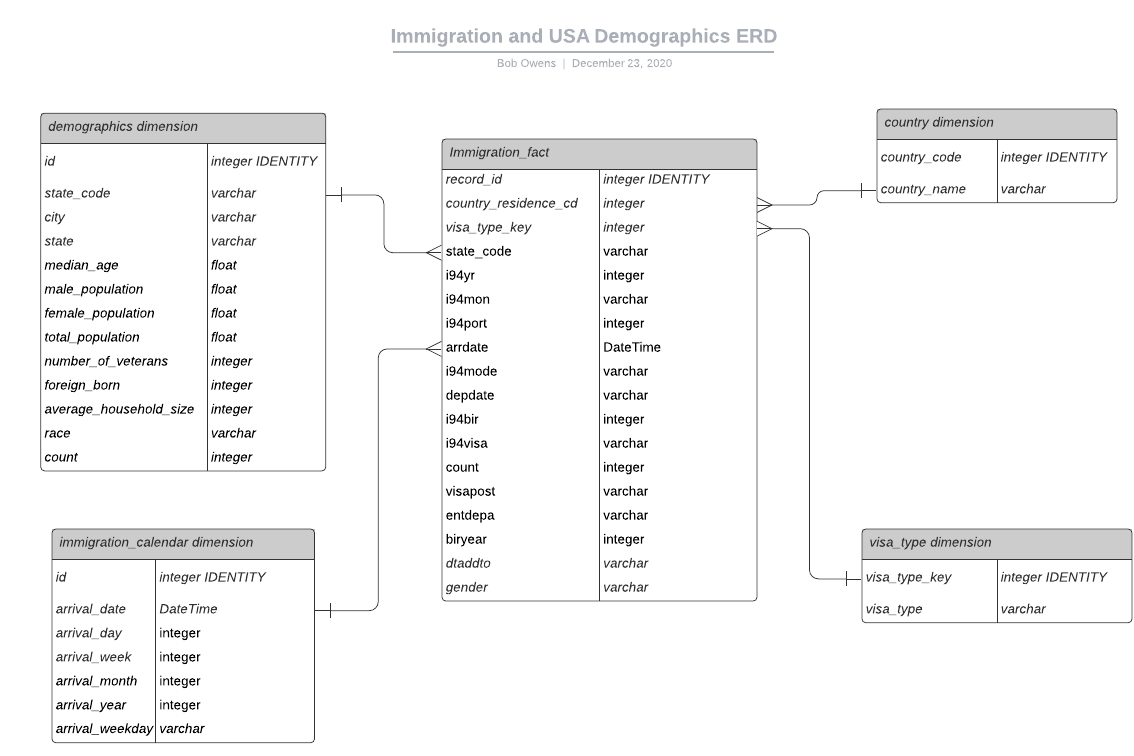 Immigration and USA Demographics ERD
Bob Owens | December 23, 2020
demographics dimension
id integer IDENTITY
state_code varchar
city varchar
state varchar
median_age float
male_population float
female_population float
total_population float
number_of_veterans integer
foreign_born integer
average_household_size integer
race varchar
count integer
Immigration_fact
record_id integer IDENTITY
country_residence_cd integer
visa_type_key integer
state_code varchar
i94yr integer
i94mon varchar
i94port integer
arrdate DateTime
i94mode varchar
depdate varchar
i94bir integer
i94visa varchar
count integer
visapost varchar
entdepa varchar
biryear integer
dtaddto varchar
gender varchar
country dimension
country_code integer IDENTITY
country_name varchar
immigration_calendar dimension
id integer IDENTITY
arrival_date DateTime
arrival_day integer
arrival_week integer
arrival_month integer
arrival_year integer
arrival_weekday varchar
visa_type dimension
visa_type_key integer IDENTITY
visa_type varchar